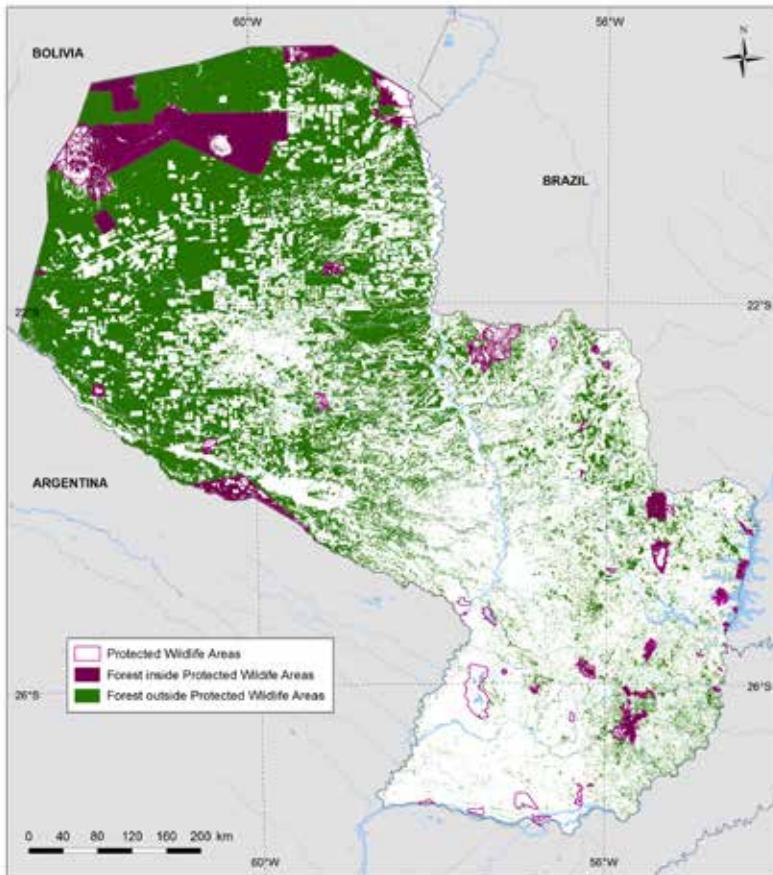 60°W
56°W
BOLIVIA
N
BRAZIL
22°S
22°S
ARGENTINA
Protected Wildlife Areas
Forest inside Protected Wildlife Areas
Forest outside Protected Wildlife Areas
26°S
26°S
0 40 80 120 160 200 km
60°W
56°W